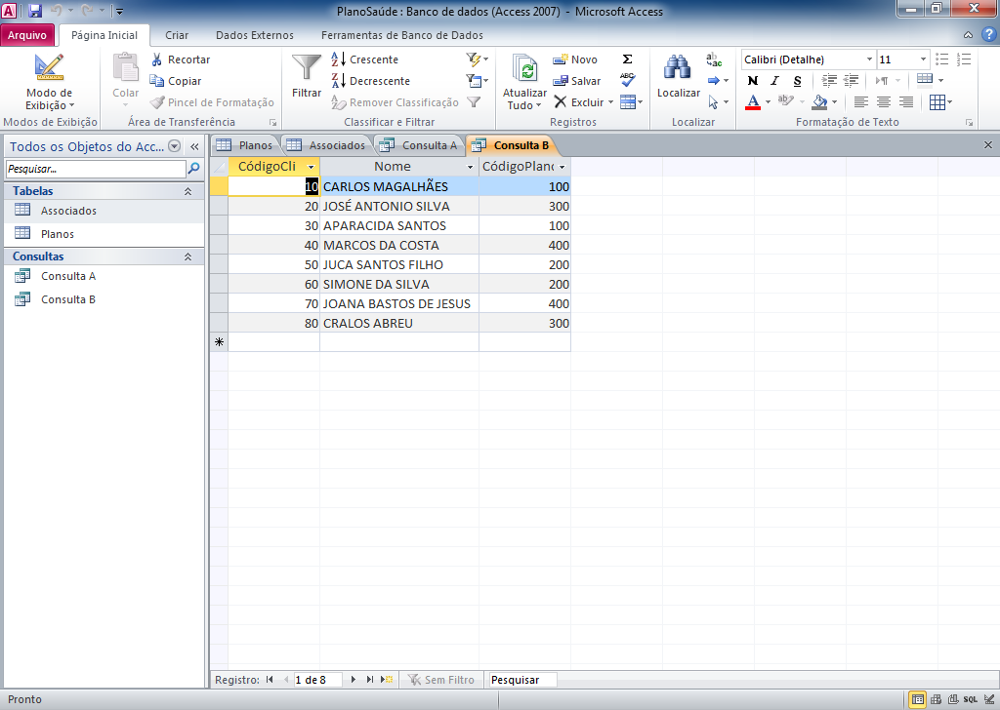 PlanoSaúde : Banco de dados (Access 2007) - Microsoft Access
Arquivo Página Inicial Criar Dados Externos Ferramentas de Banco de Dados
Modo de Exibição
Modos de Exibição
Colar
Recortar
Copiar
Pincel de Formatação
Área de Transferência
Filtrar
Crescente
Decrescente
Remover Classificação
Classificar e Filtrar
Atualizar Tudo
Novo
Salvar
Excluir
Σ
ABC
Registros
Localizar
ab
ac
Localizar
Calibri (Detalhe) 11
N I S
A ab
Formatação de Texto
Todos os Objetos do Acc... «
Pesquisar...
Tabelas
Associados
Planos
Consultas
Consulta A
Consulta B
Planos Associados Consulta A Consulta B
CódigoCli Nome CódigoPlano
10 CARLOS MAGALHÃES 100
20 JOSÉ ANTONIO SILVA 300
30 APARACIDA SANTOS 100
40 MARCOS DA COSTA 400
50 JUCA SANTOS FILHO 200
60 SIMONE DA SILVA 200
70 JOANA BASTOS DE JESUS 400
80 CRALOS ABREU 300
Registro: 1 de 8 Sem Filtro Pesquisar
Pronto SQL